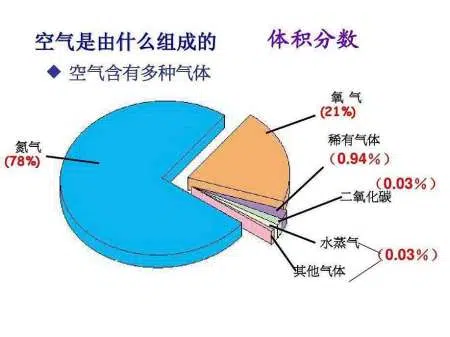 空气是由什么组成的
体积分数
空气含有多种气体
氧 气
(21%)
氮气
(78%)
稀有气体
(0.94%)
(0.03%)
二氧化碳
水蒸气
(0.03%)
其他气体